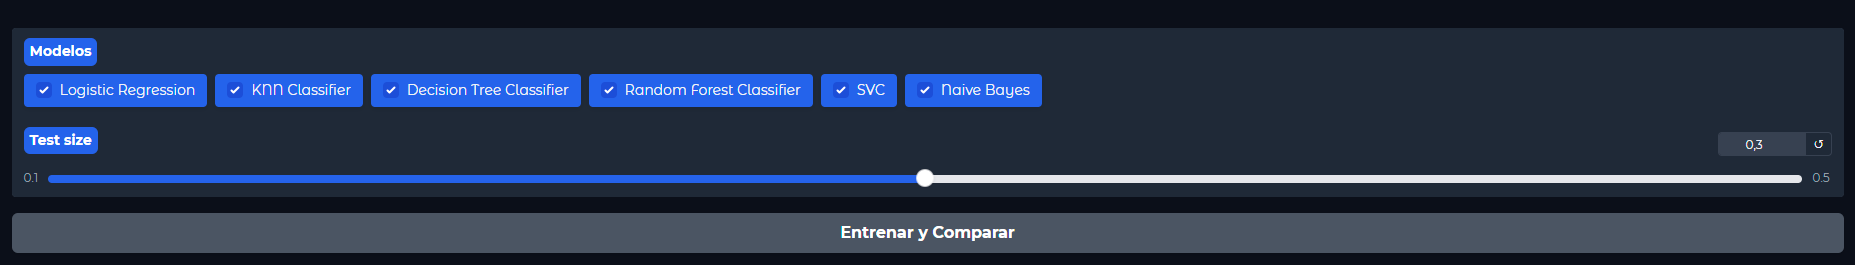 Modelos
Logistic Regression KNN Classifier Decision Tree Classifier Random Forest Classifier SVC Naive Bayes
Test size
0,3
0.1 0.5
Entrenar y Comparar